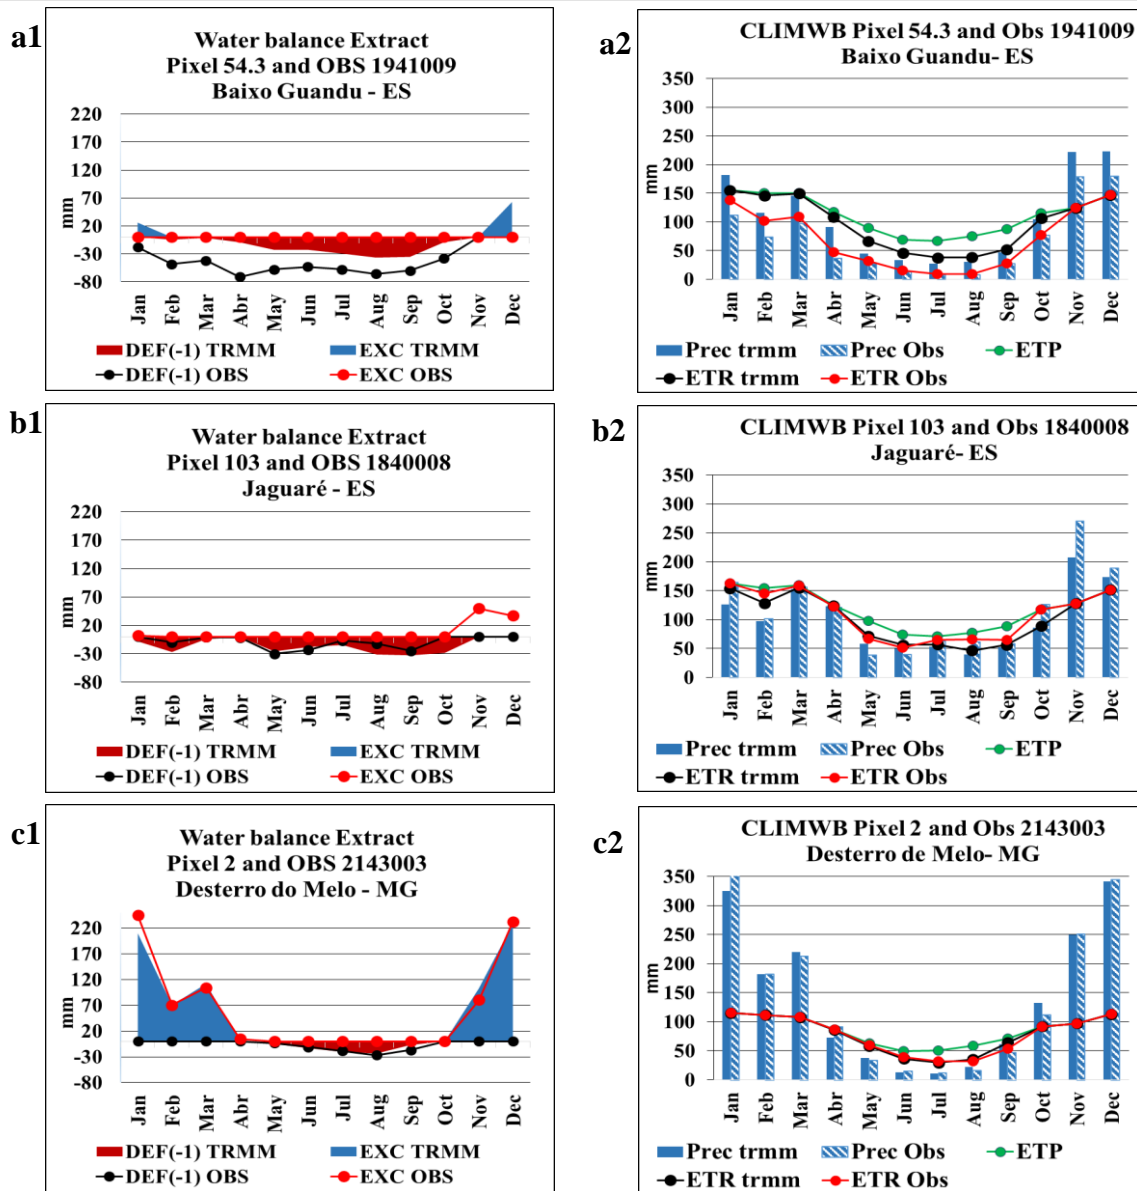 a1
Water balance Extract
Pixel 54.3 and OBS 1941009
Baixo Guandu - ES
220
170
120
70
20
-30
-80
mm
Jan
Feb
Mar
Abr
May
Jun
Jul
Aug
Sep
Oct
Nov
Dec
DEF(-1) TRMM
EXC TRMM
DEF(-1) OBS
EXC OBS
a2
CLIMWB Pixel 54.3 and Obs 1941009
Baixo Guandu- ES
350
300
250
200
150
100
50
0
mm
Jan
Feb
Mar
Abr
May
Jun
Jul
Aug
Sep
Oct
Nov
Dec
Prec trmm
Prec Obs
ETP
ETR trmm
ETR Obs
b1
Water balance Extract
Pixel 103 and OBS 1840008
Jaguaré - ES
220
170
120
70
20
-30
-80
mm
Jan
Feb
Mar
Abr
May
Jun
Jul
Aug
Sep
Oct
Nov
Dec
DEF(-1) TRMM
EXC TRMM
DEF(-1) OBS
EXC OBS
b2
CLIMWB Pixel 103 and Obs 1840008
Jaguaré- ES
350
300
250
200
150
100
50
0
mm
Jan
Feb
Mar
Abr
May
Jun
Jul
Aug
Sep
Oct
Nov
Dec
Prec trmm
Prec Obs
ETP
ETR trmm
ETR Obs
c1
Water balance Extract
Pixel 2 and OBS 2143003
Desterro do Melo - MG
220
170
120
70
20
-30
-80
mm
Jan
Feb
Mar
Abr
May
Jun
Jul
Aug
Sep
Oct
Nov
Dec
DEF(-1) TRMM
EXC TRMM
DEF(-1) OBS
EXC OBS
c2
CLIMWB Pixel 2 and Obs 2143003
Desterro de Melo- MG
350
300
250
200
150
100
50
0
mm
Jan
Feb
Mar
Abr
May
Jun
Jul
Aug
Sep
Oct
Nov
Dec
Prec trmm
Prec Obs
ETP
ETR trmm
ETR Obs